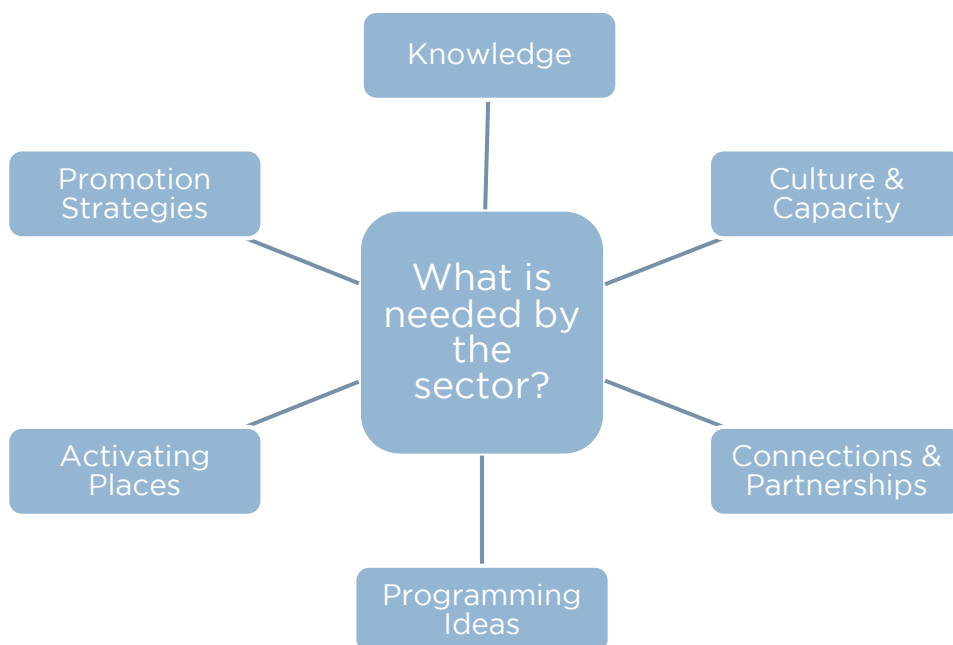 Knowledge
Promotion
Strategies
Culture &
Capacity
What is
needed by
the
sector?
Activating
Places
Connections &
Partnerships
Programming
Ideas